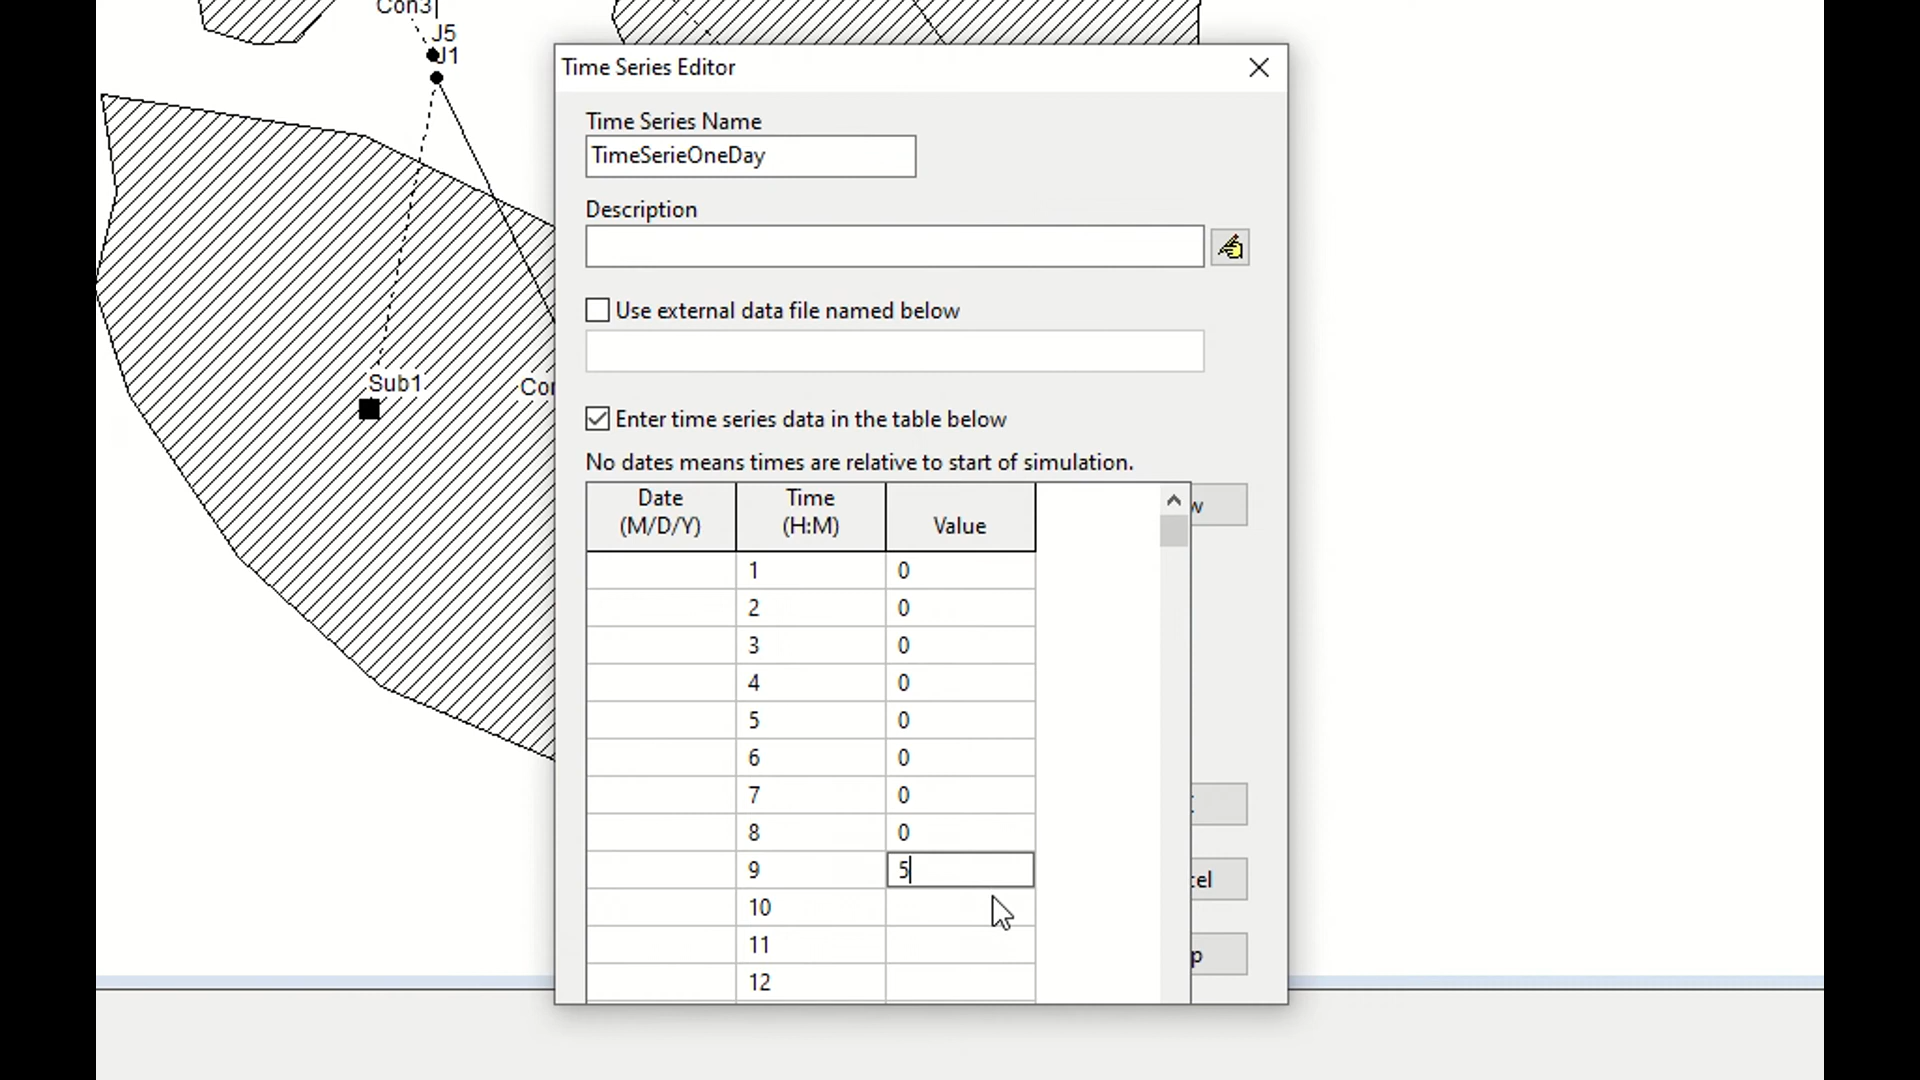 Con3
J5
J1
Time Series Editor
Time Series Name
TimeSerieOneDay
Description
Use external data file named below
Sub1
Enter time series data in the table below
No dates means times are relative to start of simulation.
Date (M/D/Y) Time (H:M) Value
1 0
2 0
3 0
4 0
5 0
6 0
7 0
8 0
9 5
10
11
12